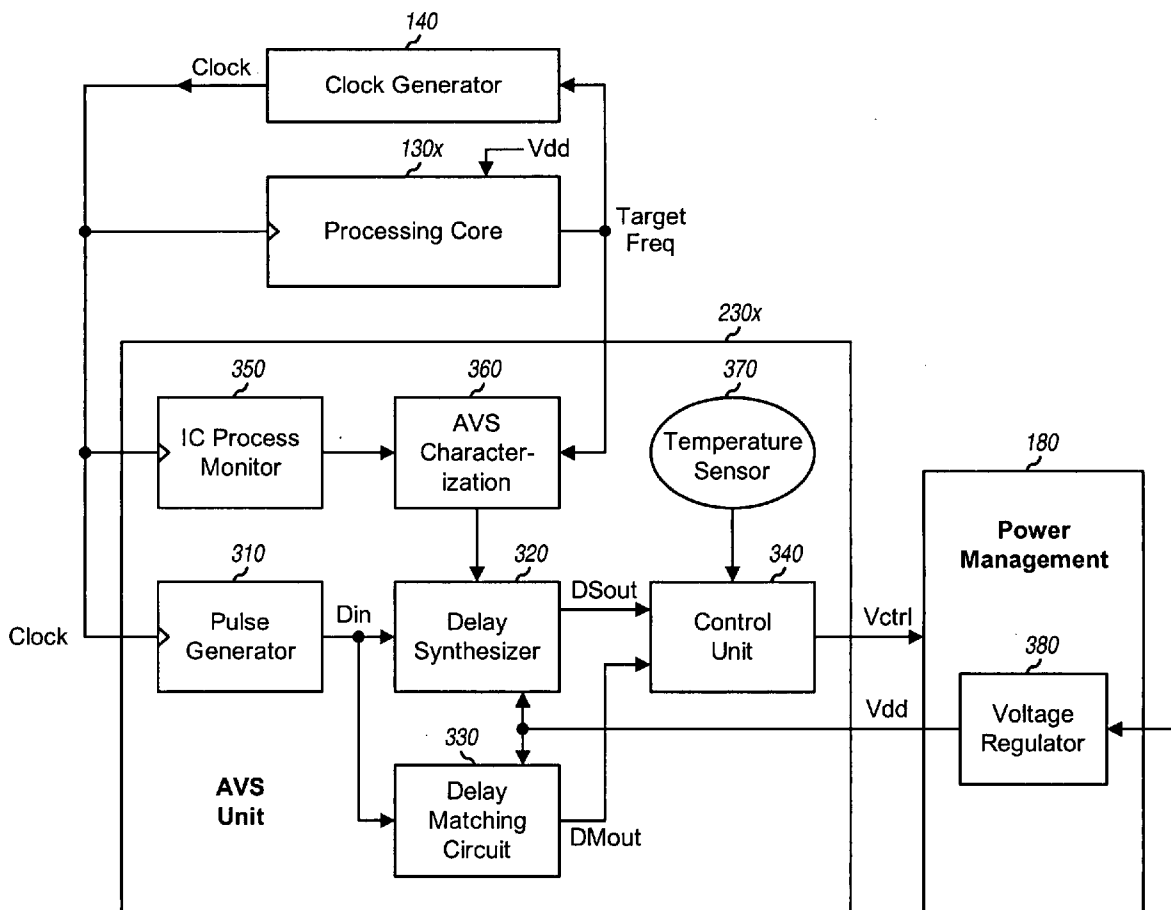 140
Clock
Clock Generator
130x
Vdd
Processing Core
Target
Freq
230x
350
360
370
IC Process
Monitor
AVS
Character-
ization
Temperature
Sensor
180
Power
Management
310
320
340
Clock
Pulse
Generator
Din
Delay
Synthesizer
DSout
Control
Unit
Vctrl
380
Vdd
Voltage
Regulator
330
AVS
Unit
Delay
Matching
Circuit
DMout